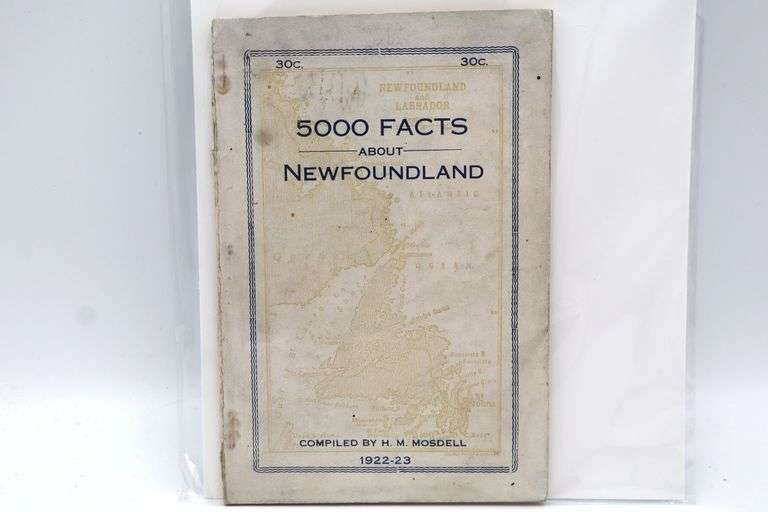 30C. 30C.
NEWFOUNDLAND
and
LABRADOR
5000 FACTS
ABOUT
NEWFOUNDLAND
ATLANTIC
OCEAN
COMPILED BY H. M. MOSDELL
1922-23